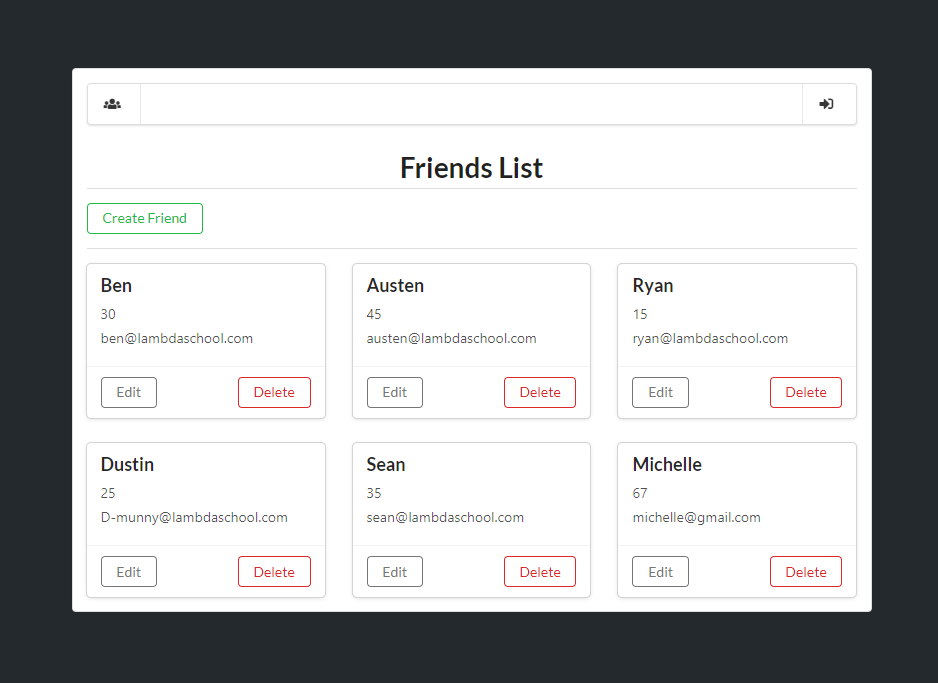 Friends List
Create Friend
Ben
30
ben@lambdaschool.com
Edit
Delete
Austen
45
austen@lambdaschool.com
Edit
Delete
Ryan
15
ryan@lambdaschool.com
Edit
Delete
Dustin
25
D-munny@lambdaschool.com
Edit
Delete
Sean
35
sean@lambdaschool.com
Edit
Delete
Michelle
67
michelle@gmail.com
Edit
Delete